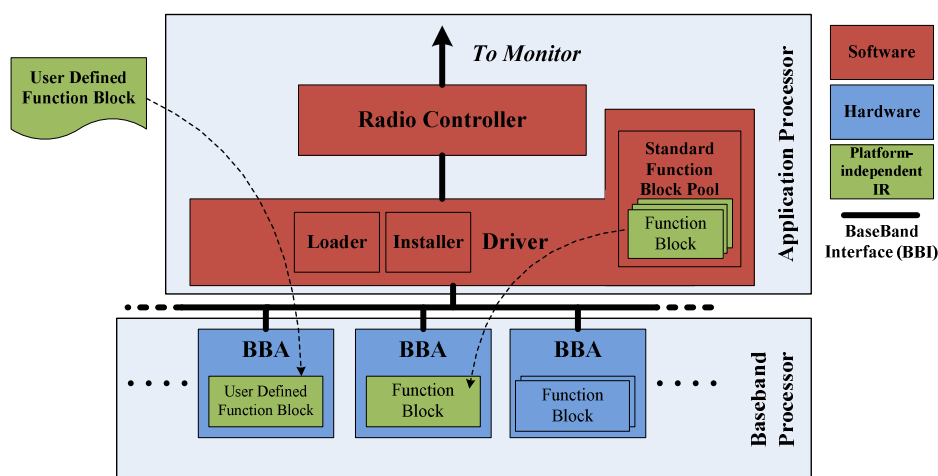 To Monitor
User Defined
Function Block
Radio Controller
Standard
Function
Block Pool
Function
Block
Loader
Installer
Driver
Application Processor
Software
Hardware
Platform-
independent
IR
BaseBand
Interface (BBI)
BBA
User Defined
Function Block
BBA
Function
Block
BBA
Function
Block
Baseband
Processor